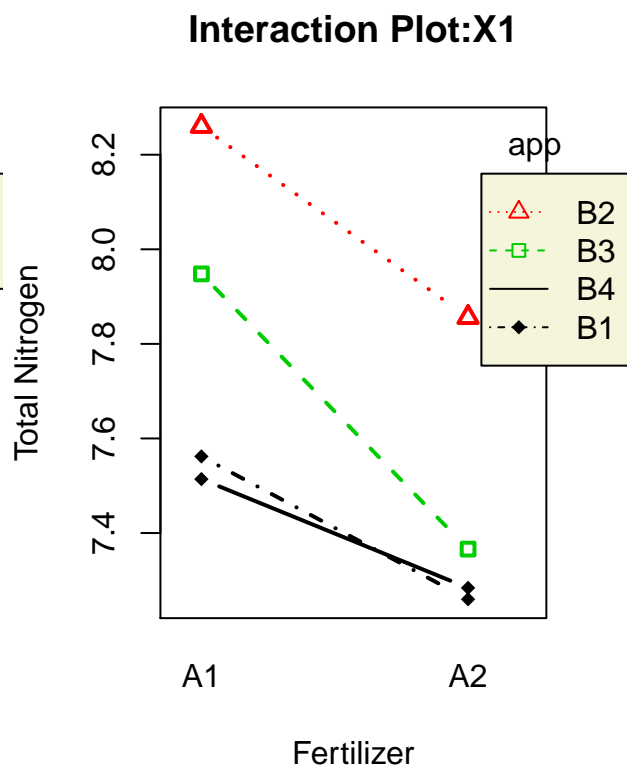 Interaction Plot:X1
Total Nitrogen
8.2
8.0
7.8
7.6
7.4
app
B2
B3
B4
B1
A1
A2
Fertilizer